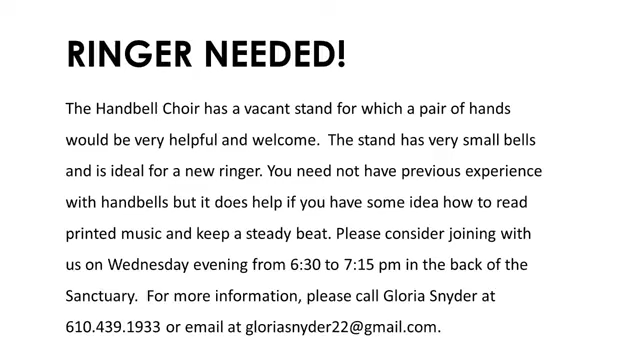 RINGER NEEDED!
The Handbell Choir has a vacant stand for which a pair of hands
would be very helpful and welcome.  The stand has very small bells
and is ideal for a new ringer. You need not have previous experience
with handbells but it does help if you have some idea how to read
printed music and keep a steady beat. Please consider joining with
us on Wednesday evening from 6:30 to 7:15 pm in the back of the
Sanctuary.  For more information, please call Gloria Snyder at
610.439.1933 or email at gloriasnyder22@gmail.com.